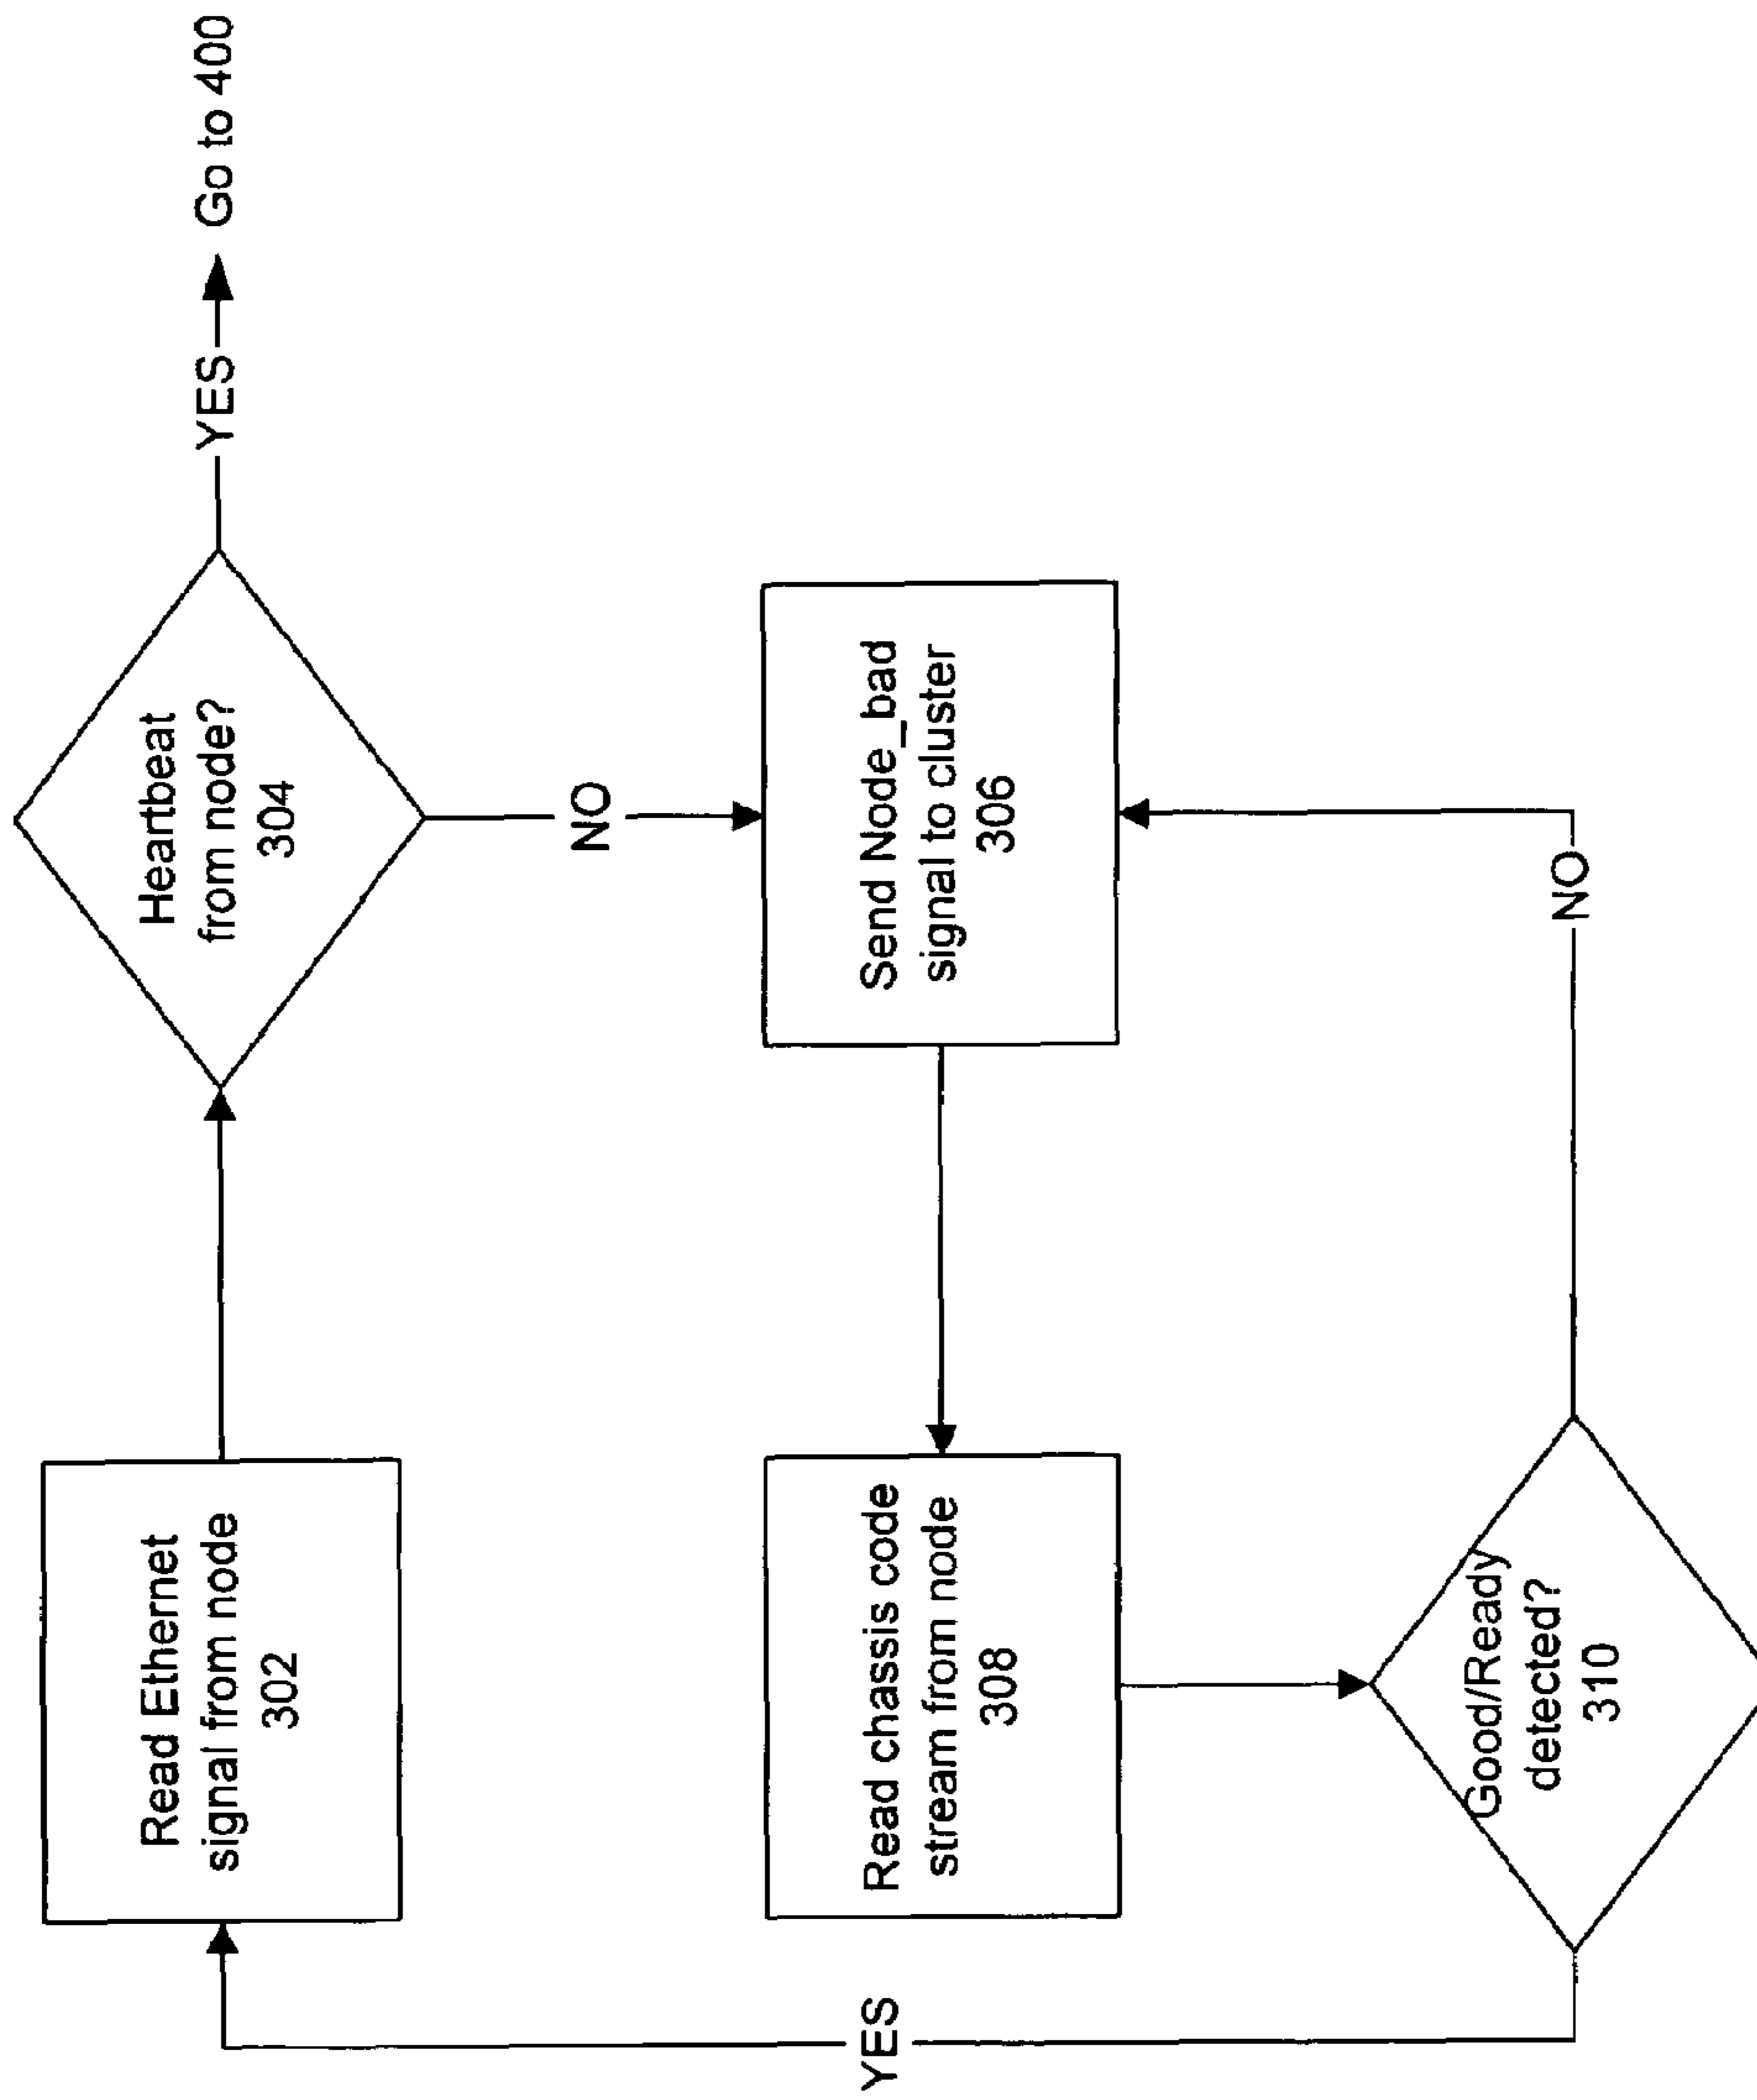 Read Ethernet
signal from node
302
Heartbeat
from node?
304
YES
Go to 400
NO
Read chassis code
stream from node
308
Send Node_bad
signal to cluster
306
YES
Good/Ready
detected?
310
NO